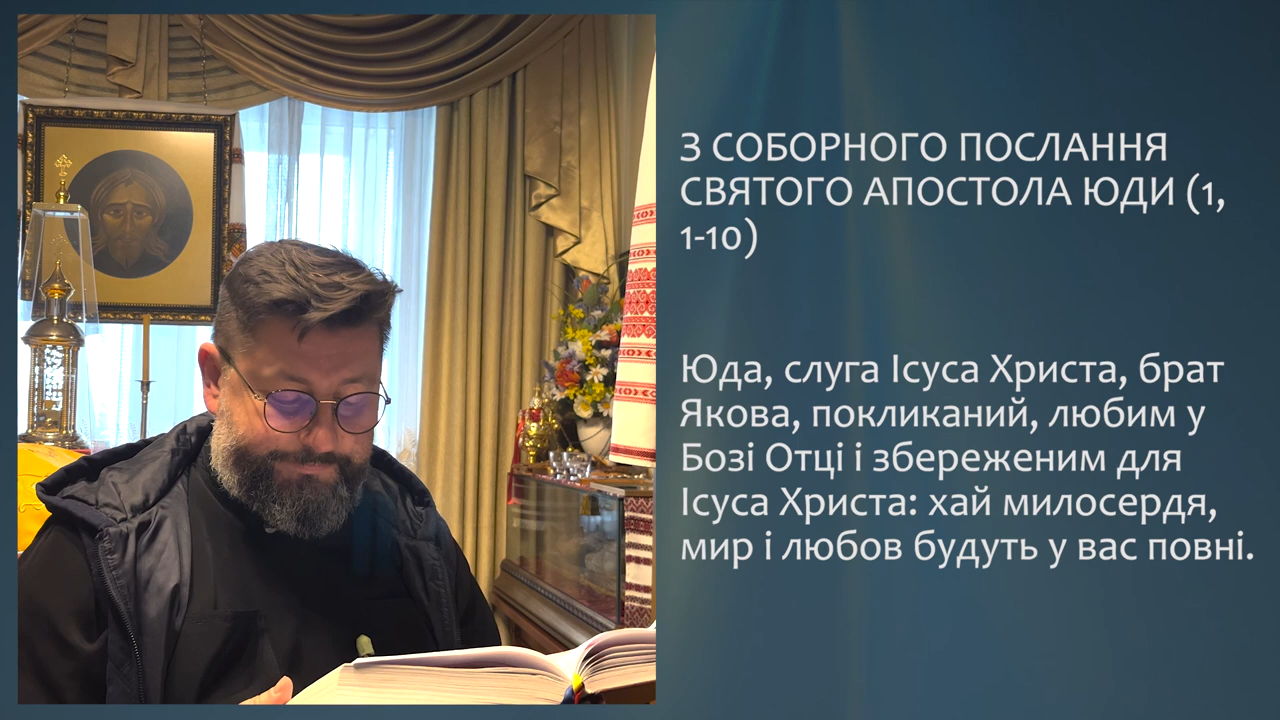 З СОБОРНОГО ПОСЛАННЯ
СВЯТОГО АПОСТОЛА ЮДИ (1,
1-10)
Юда, слуга Ісуса Христа, брат
Якова, покликаний, любим у
Бозі Отці і збереженим для
Ісуса Христа: хай милосердя,
мир і любов будуть у вас повні.